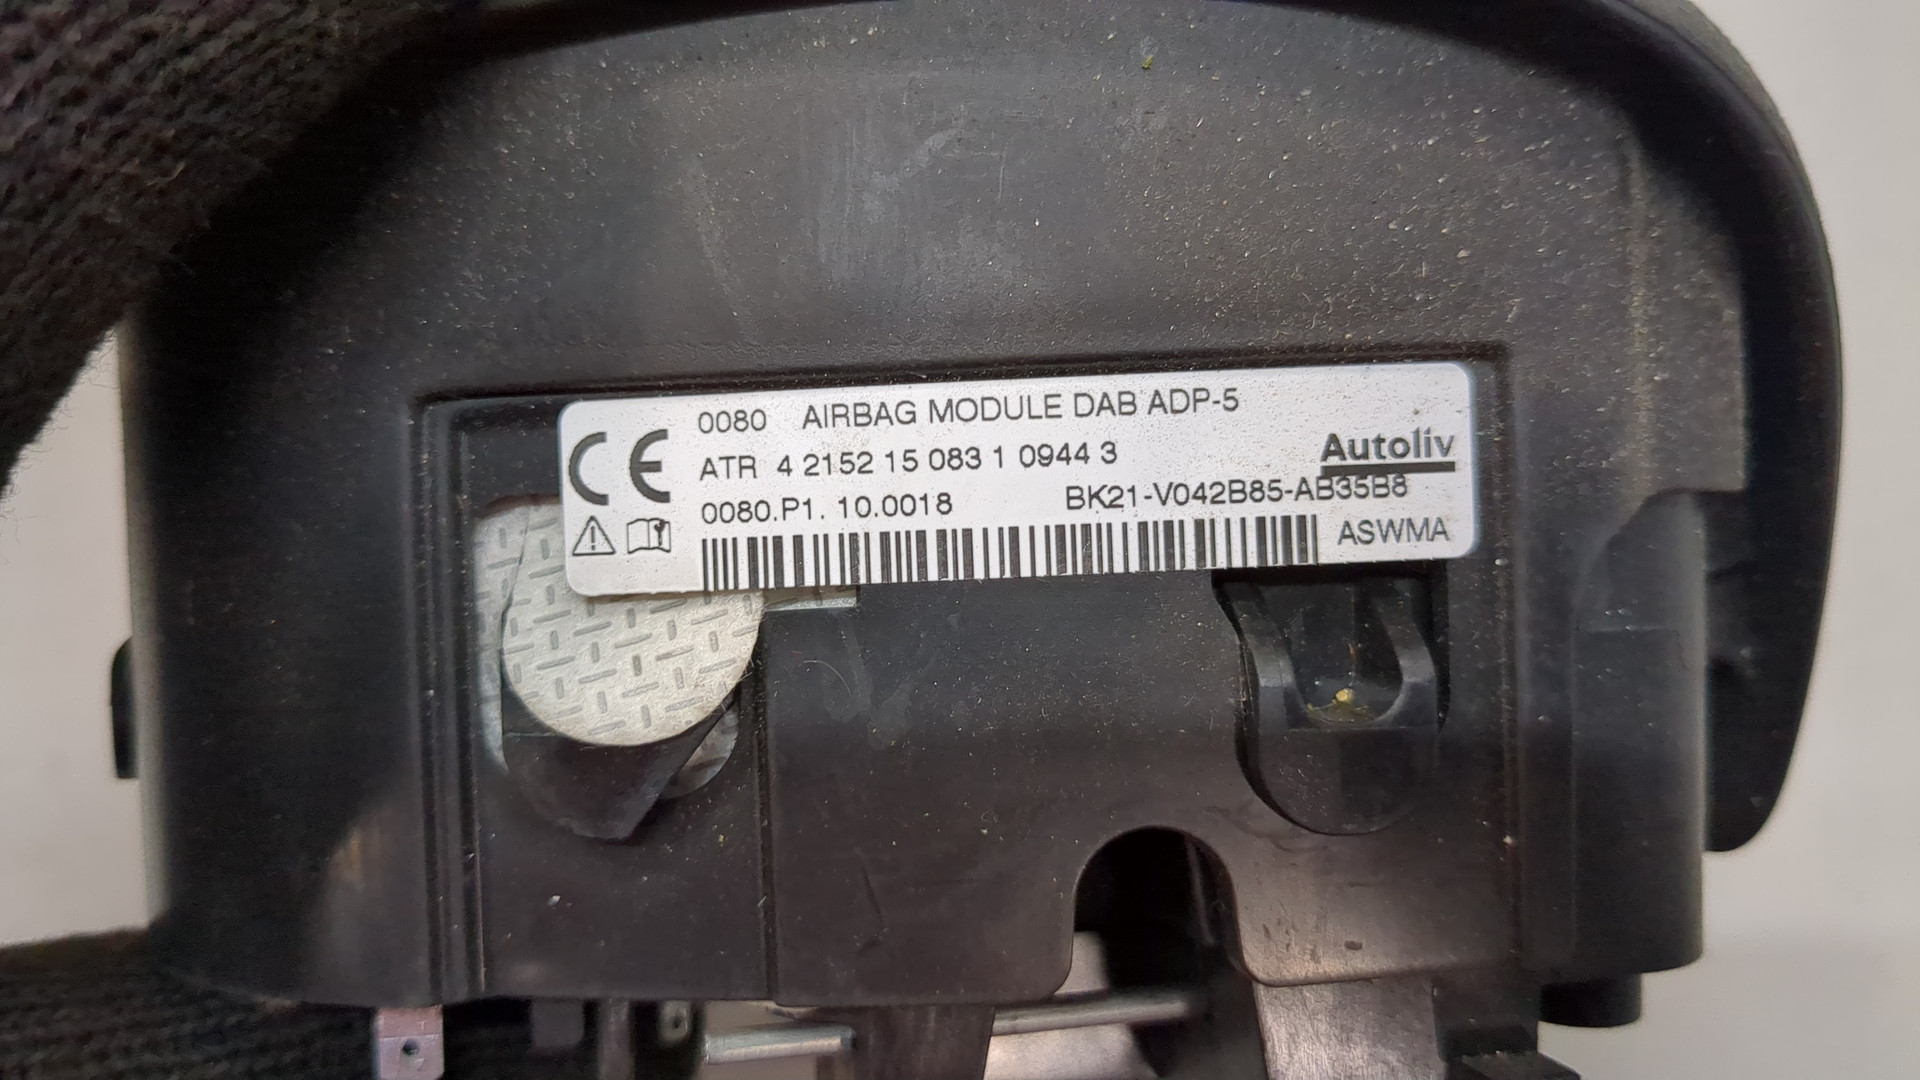 CE
0080 AIRBAG MODULE DAB ADP-5
ATR 4 2152 15 083 1 0944 3
Autoliv
0080.P1. 10.0018 BK21-V042B85-AB35B8
ASWMA